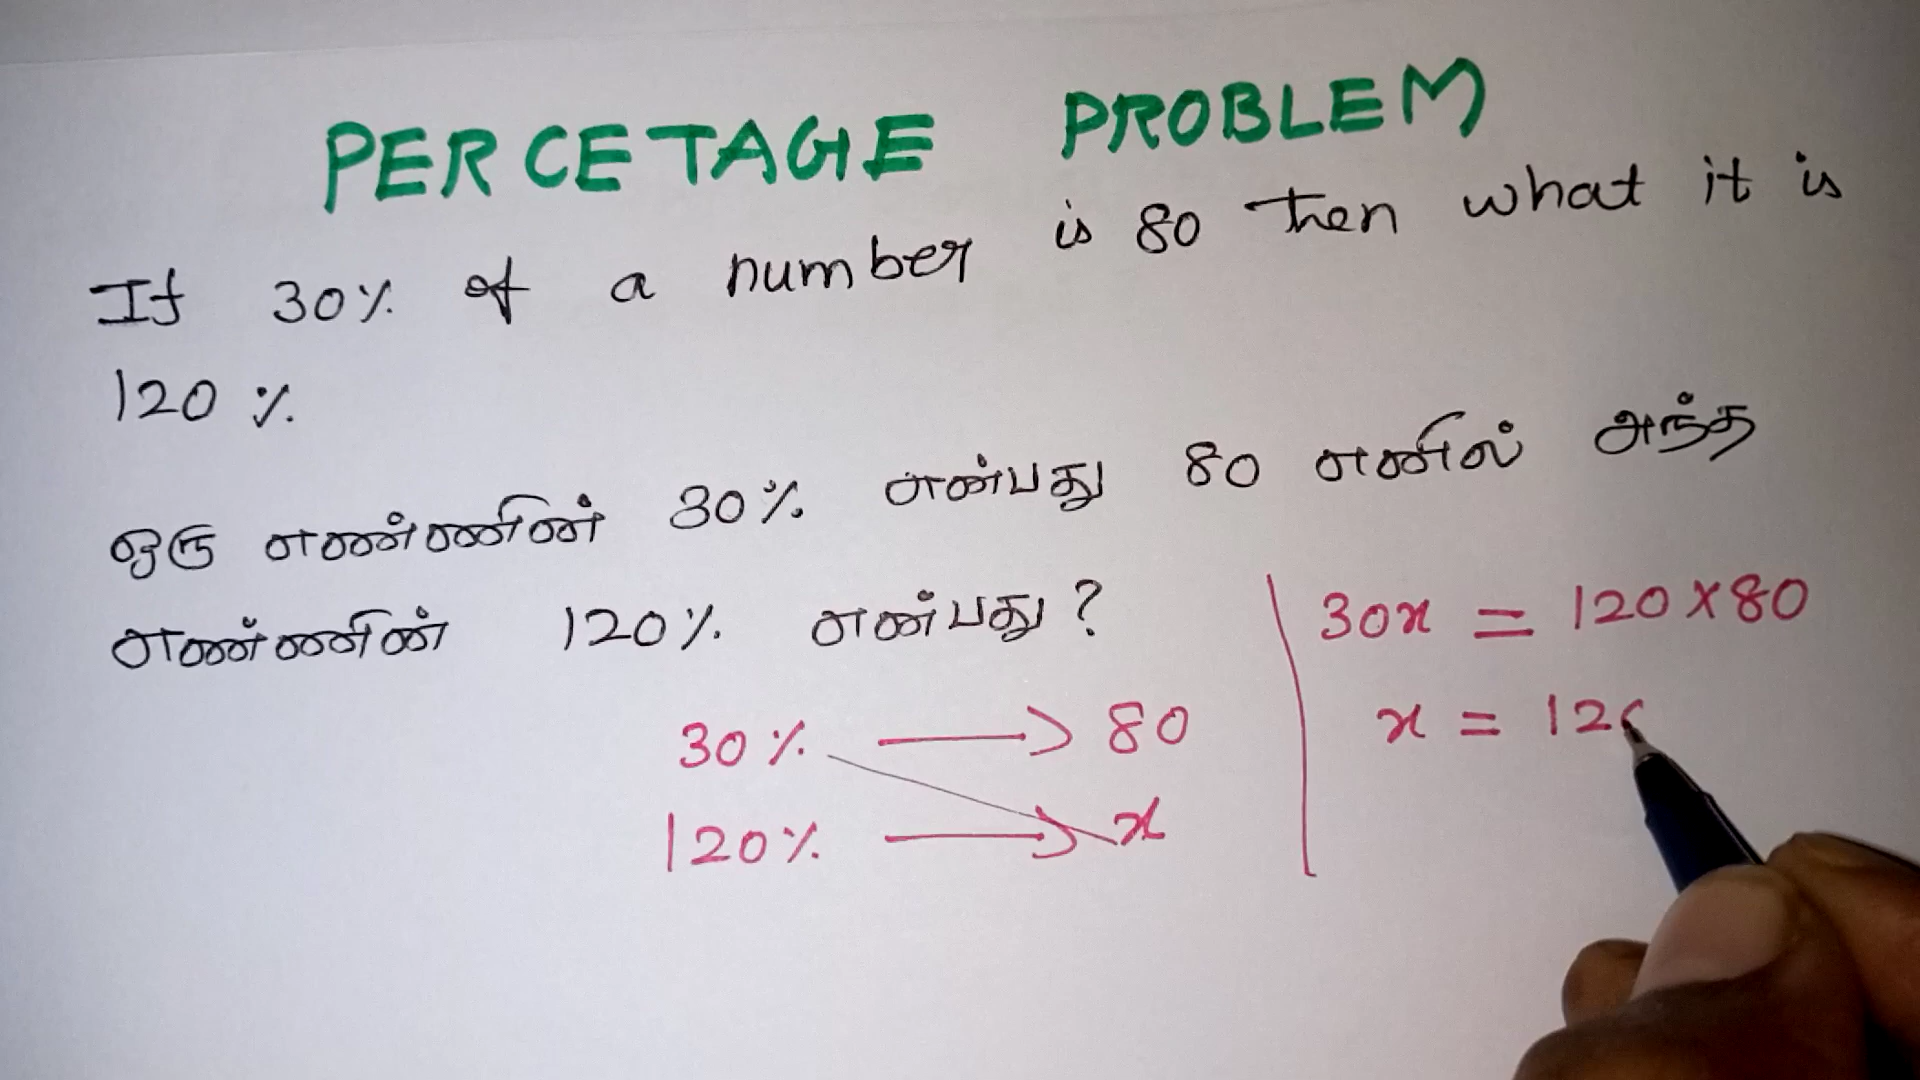 PERCETAGE PROBLEM
If 30% of a number is 80 then what it is
120 %.
ஒரு எண்ணின் 30% என்பது 80 எனில் அந்த
எண்ணின் 120% என்பது ?
30% → 80
120% → x
30x = 120 x 80
x = 120